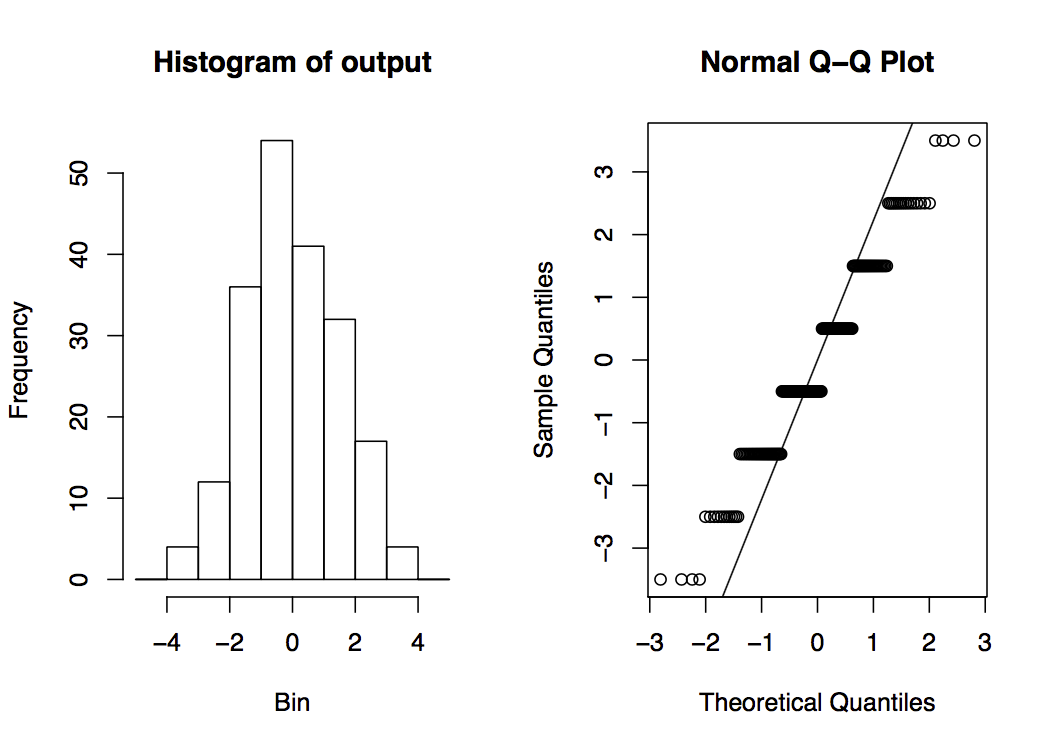 Histogram of output
Frequency
50
40
30
20
10
0
−4 −2 0 2 4
Bin
Normal Q−Q Plot
Sample Quantiles
3
2
1
0
−1
−2
−3
−3 −2 −1 0 1 2 3
Theoretical Quantiles